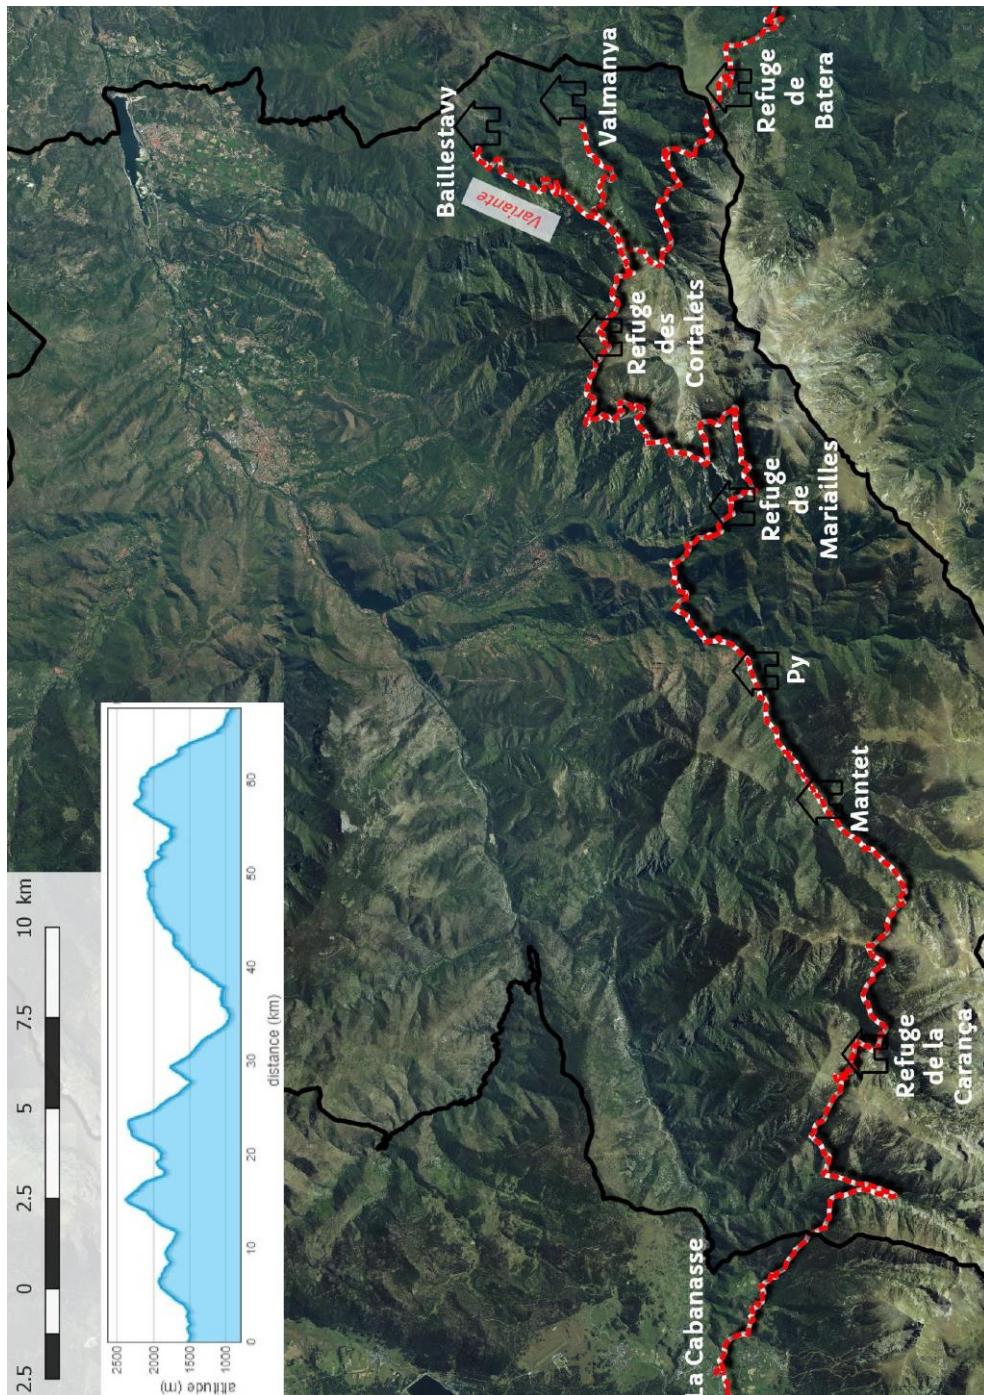 2.5 0 2.5 5 7.5 10 km
altitude (m)
2500
2000
1500
1000
0 10 20 30 40 50 60
distance (km)
Baillestavy
Variante
Valmanya
La Cabanasse
Refuge
des
Cortalets
Refuge
de
Batera
Refuge
de
Mariailles
Py
Mantet
Refuge
de la
Carança